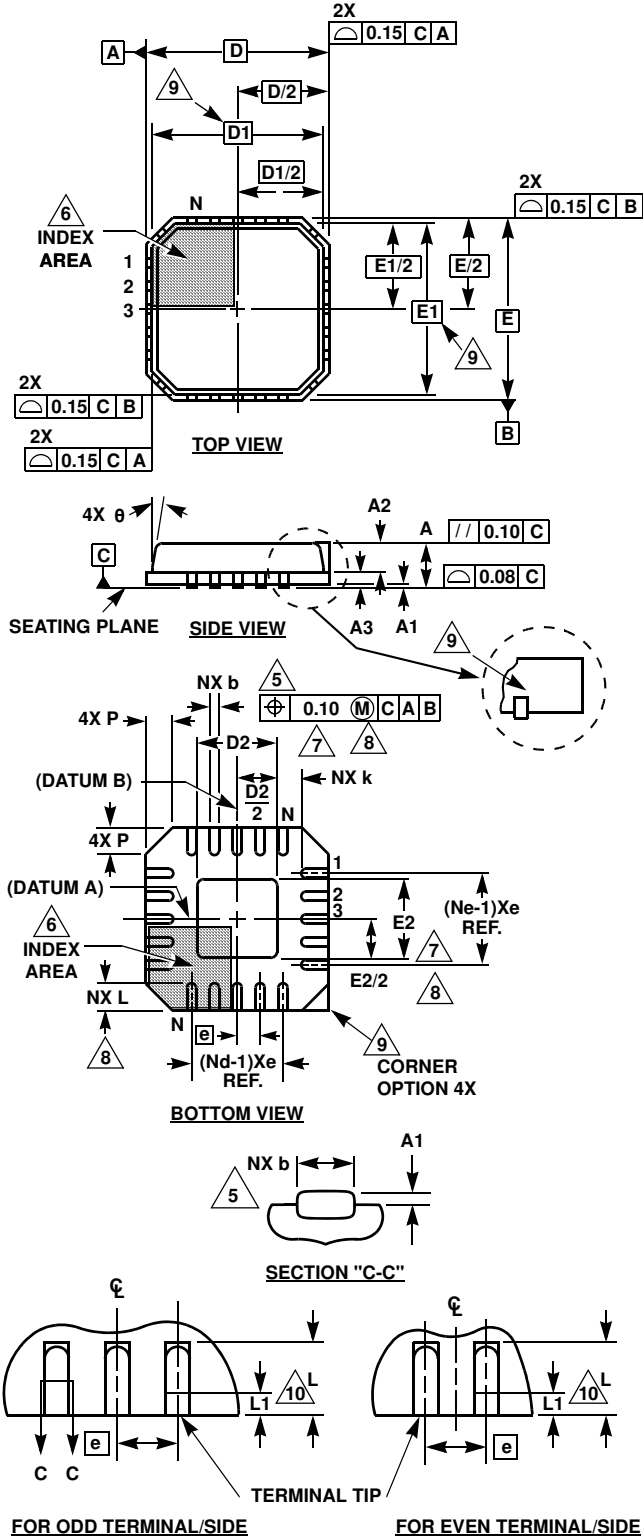 2X
0.15 C A
A
D
9
D/2
D1
D1/2
2X
0.15 C B
6
INDEX
AREA
N
1
2
3
E1/2
E/2
E1
E
9
2X
0.15 C B
2X
0.15 C A
B
TOP VIEW
4X θ
A2
A
// 0.10 C
C
0.08 C
SEATING PLANE
SIDE VIEW
A3
A1
9
NX b
5
0.10 M C A B
4X P
D2
7
8
(DATUM B)
D2
2
N
NX k
4X P
1
2
3
(DATUM A)
6
INDEX
AREA
E2
(Ne-1)Xe
REF.
7
E2/2
8
NX L
N
e
8
(Nd-1)Xe
REF.
9
CORNER
OPTION 4X
BOTTOM VIEW
A1
NX b
5
SECTION "C-C"
C
L
L
10
L1
e
C C
C
L
L
10
L1
e
TERMINAL TIP
FOR ODD TERMINAL/SIDE
FOR EVEN TERMINAL/SIDE